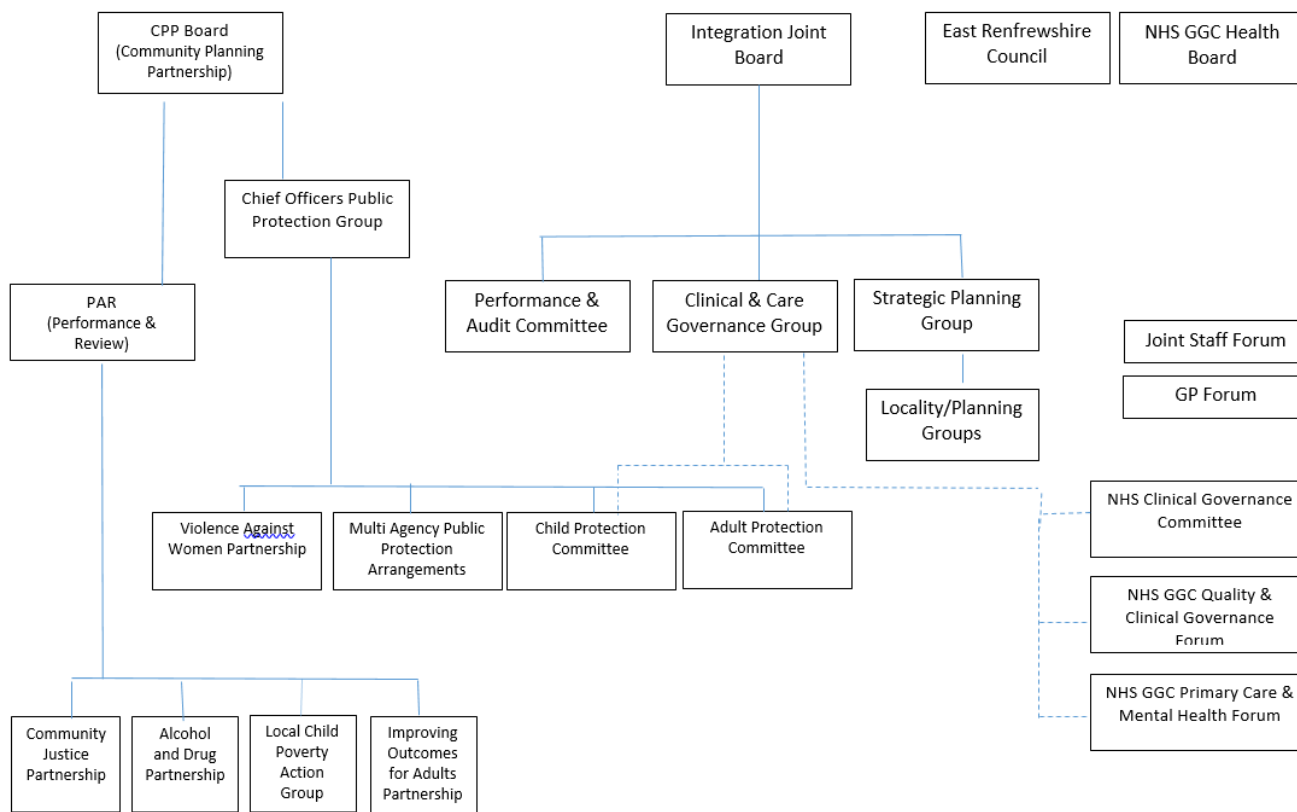 CPP Board
(Community Planning
Partnership)
Integration Joint
Board
East Renfrewshire
Council
NHS GGC Health
Board
Chief Officers Public
Protection Group
PAR
(Performance &
Review)
Performance &
Audit Committee
Clinical & Care
Governance Group
Strategic Planning
Group
Joint Staff Forum
GP Forum
Locality/Planning
Groups
Violence Against
Women Partnership
Multi Agency Public
Protection
Arrangements
Child Protection
Committee
Adult Protection
Committee
NHS Clinical Governance
Committee
NHS GGC Quality &
Clinical Governance
Forum
NHS GGC Primary Care &
Mental Health Forum
Community
Justice
Partnership
Alcohol
and Drug
Partnership
Local Child
Poverty
Action
Group
Improving
Outcomes
for Adults
Partnership